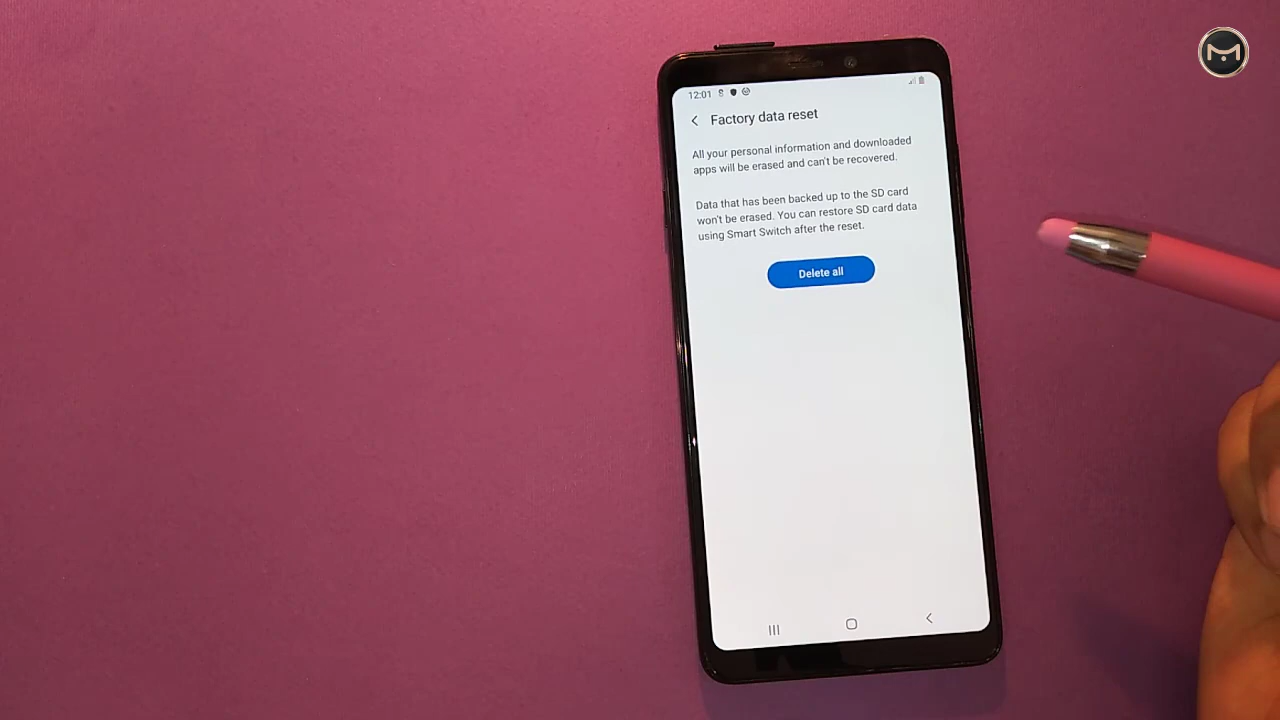 12:01
Factory data reset
All your personal information and downloaded
apps will be erased and can't be recovered.
Data that has been backed up to the SD card
won't be erased. You can restore SD card data
using Smart Switch after the reset.
Delete all